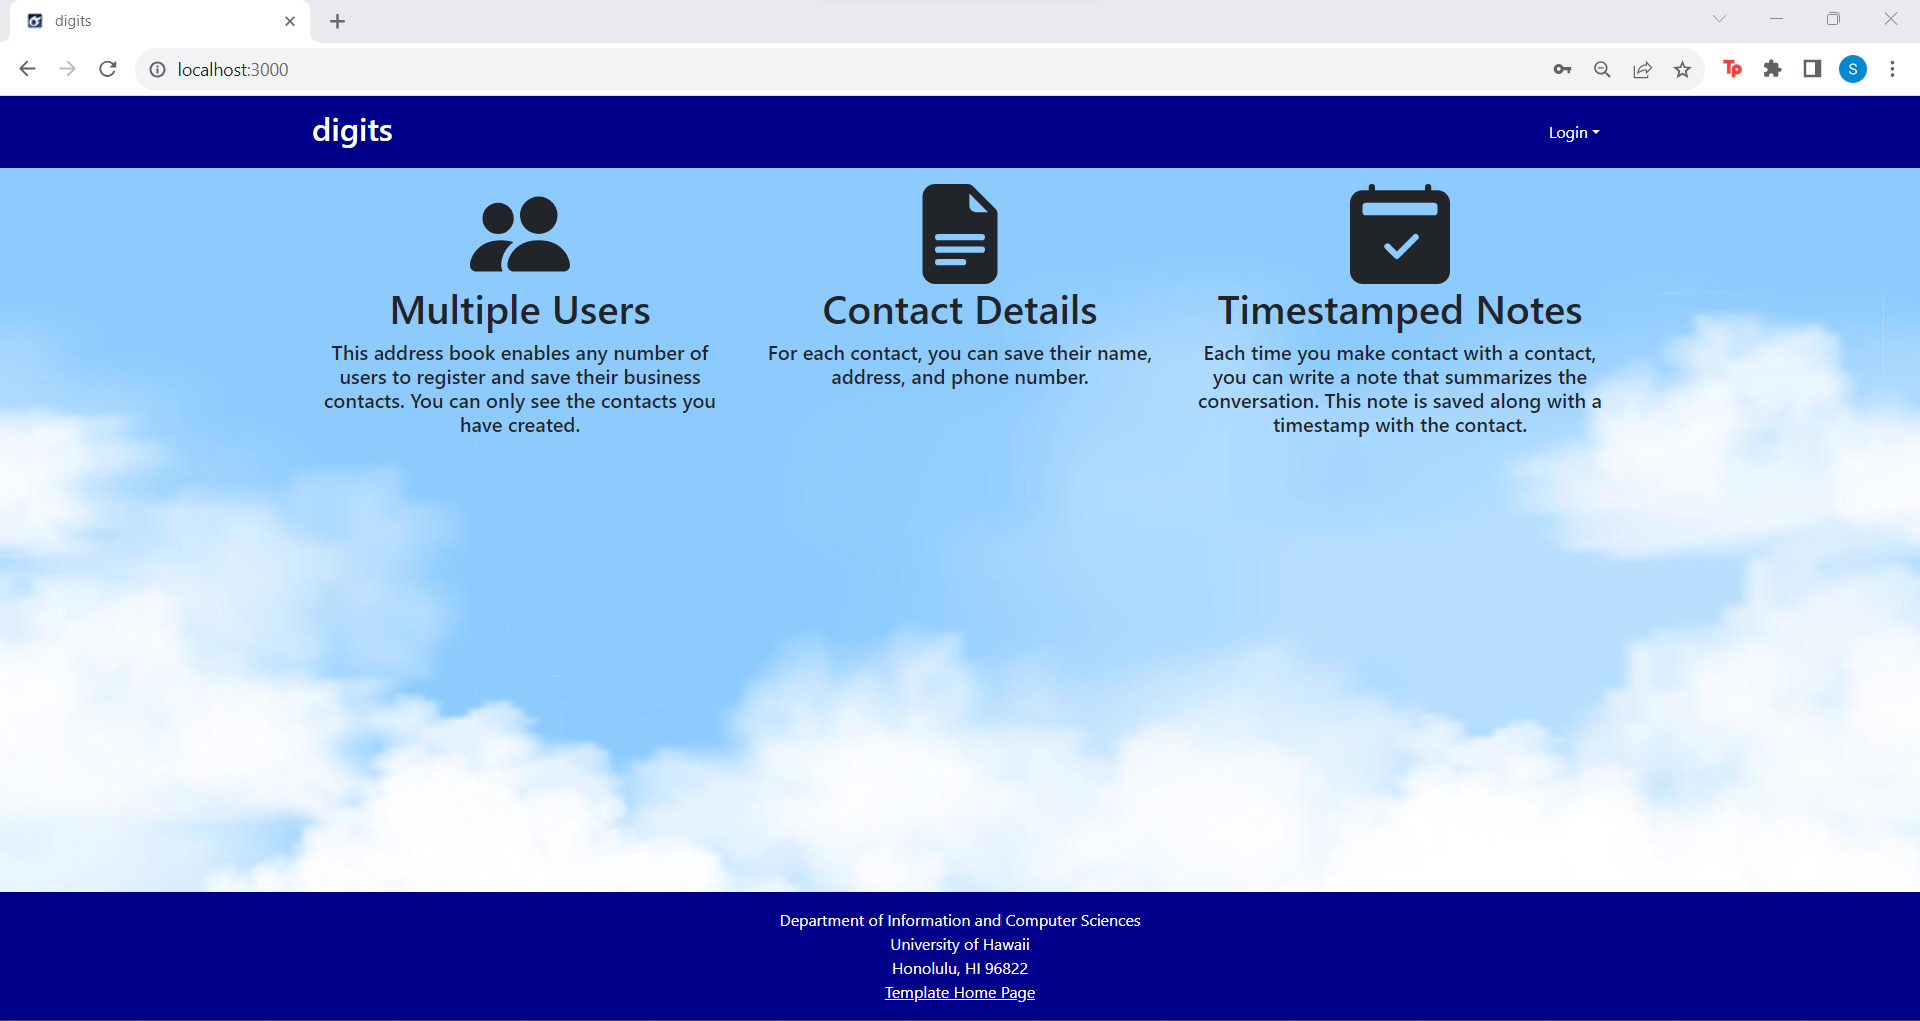 digits
localhost:3000
Tp
S
digits
Login
Multiple Users
This address book enables any number of
users to register and save their business
contacts. You can only see the contacts you
have created.
Contact Details
For each contact, you can save their name,
address, and phone number.
Timestamped Notes
Each time you make contact with a contact,
you can write a note that summarizes the
conversation. This note is saved along with a
timestamp with the contact.
Department of Information and Computer Sciences
University of Hawaii
Honolulu, HI 96822
Template Home Page